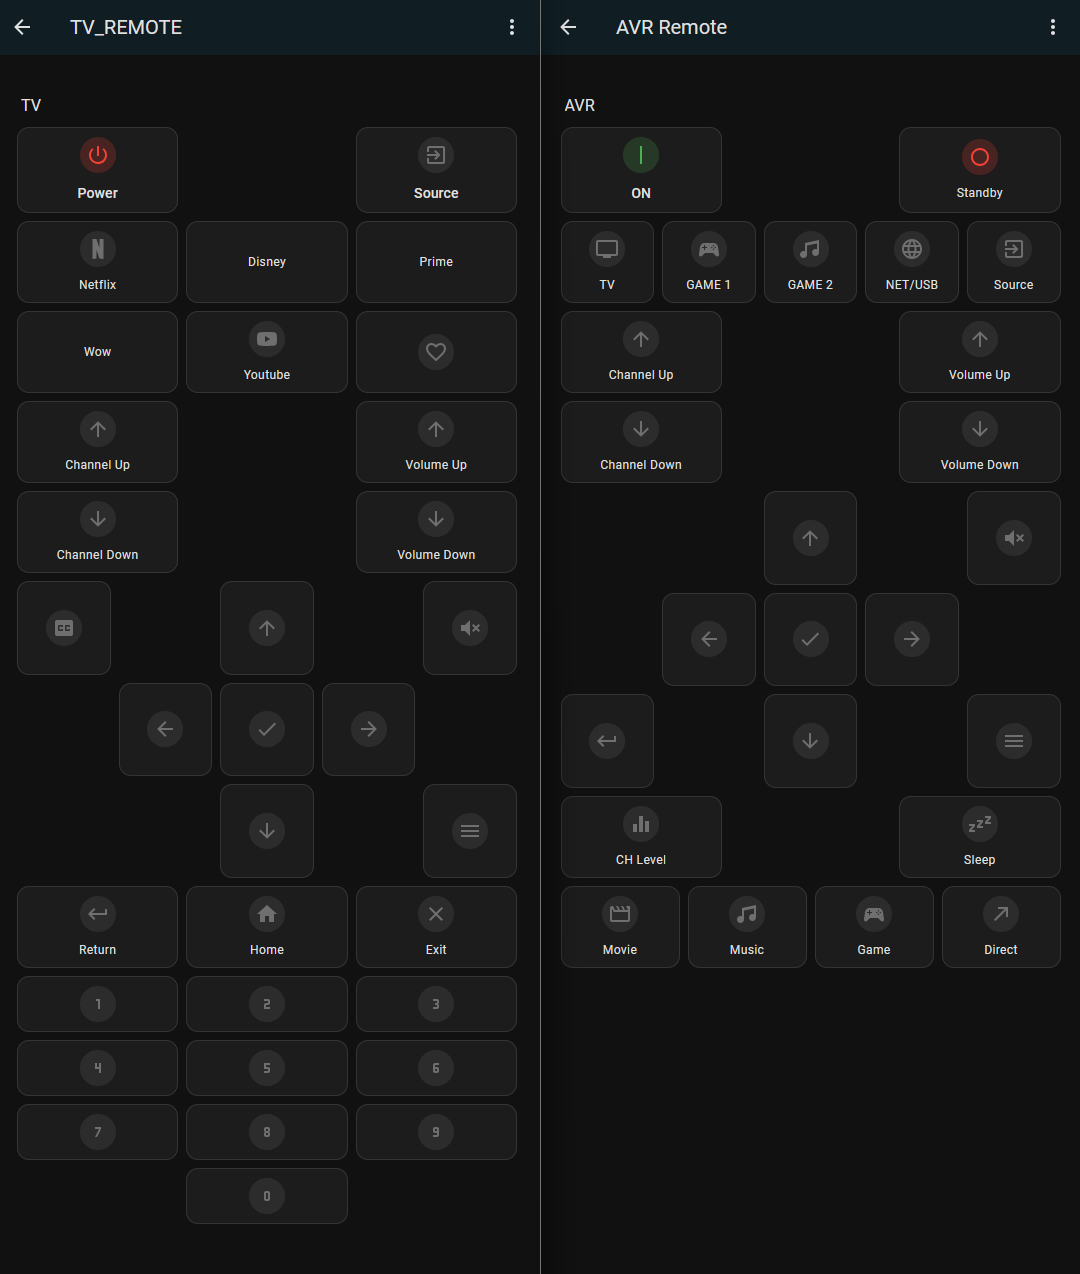 TV_REMOTE
TV
Power
Source
Netflix
Disney
Prime
Wow
Youtube
Channel Up
Volume Up
Channel Down
Volume Down
CC
Return
Home
Exit
1
2
3
4
5
6
7
8
9
0
AVR Remote
AVR
ON
Standby
TV
GAME 1
GAME 2
NET/USB
Source
Channel Up
Volume Up
Channel Down
Volume Down
CH Level
zzz
Sleep
Movie
Music
Game
Direct